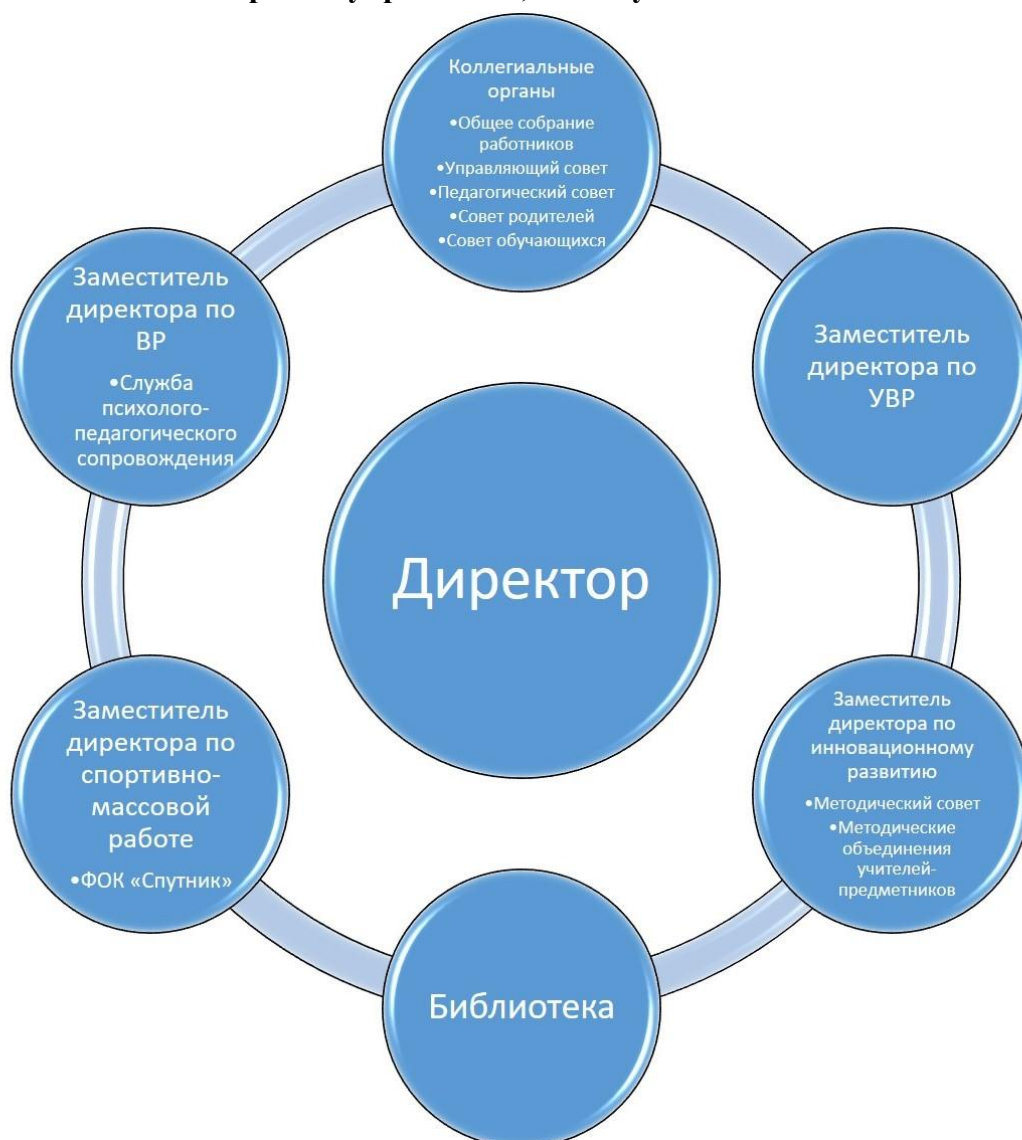 Коллегиальные
органы
•Общее собрание
работников
•Управляющий совет
•Педагогический совет
•Совет родителей
•Совет обучающихся
Заместитель
директора по
УВР
Заместитель
директора по
инновационному
развитию
•Методический совет
•Методические
объединения
учителей-
предметников
Библиотека
Заместитель
директора по
спортивно-
массовой
работе
•ФОК «Спутник»
Заместитель
директора по
ВР
•Служба
психолого-
педагогического
сопровождения
Директор